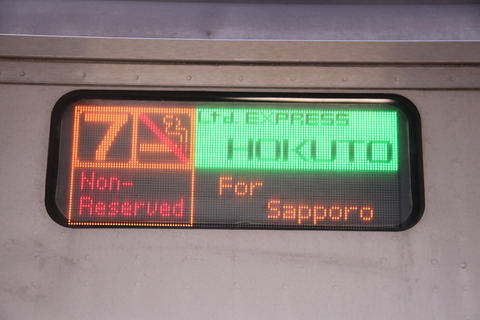 7
Ltd. EXPRESS
HOKUTO
Non-
Reserved
For
Sapporo